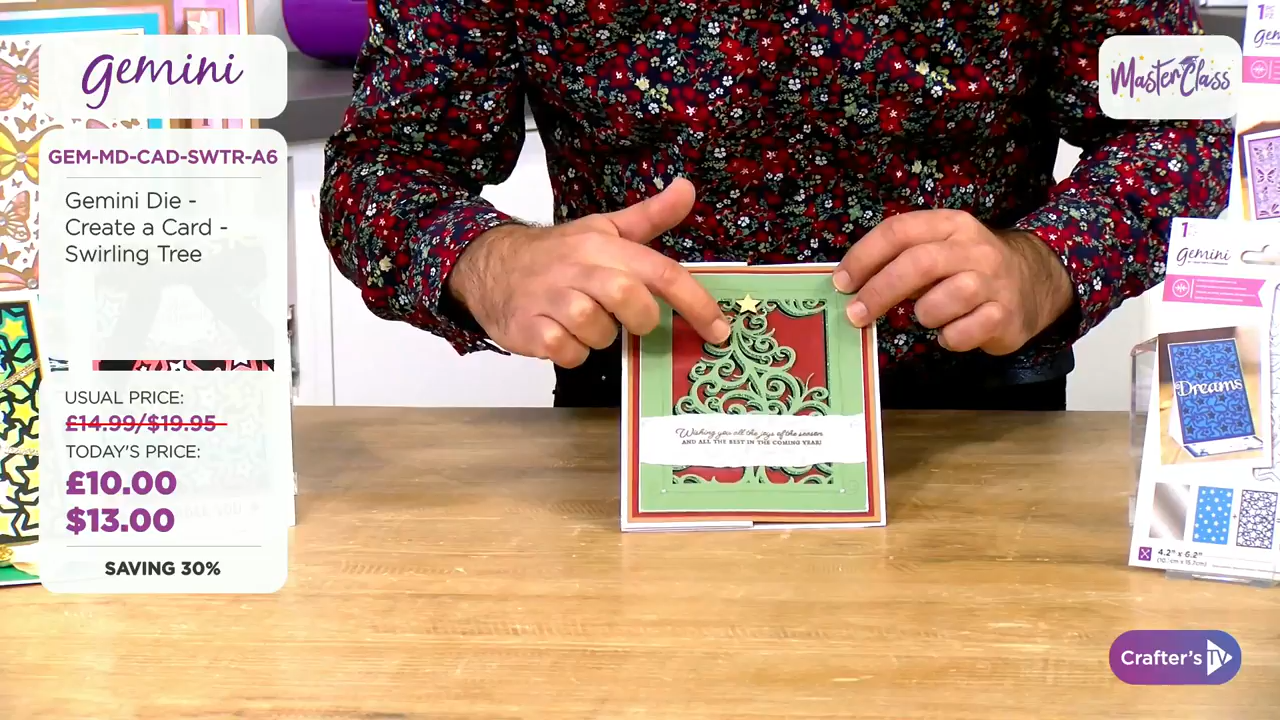 gemini
GEM-MD-CAD-SWTR-A6
Gemini Die -
Create a Card -
Swirling Tree
USUAL PRICE:
£14.99/$19.95
TODAY'S PRICE:
£10.00
$13.00
SAVING 30%
MasterClass
Wishing you all the joys of the season
AND ALL THE BEST IN THE COMING YEAR!
1
Gemini
Dreams
4.2" x 6.2"
Crafter's TV